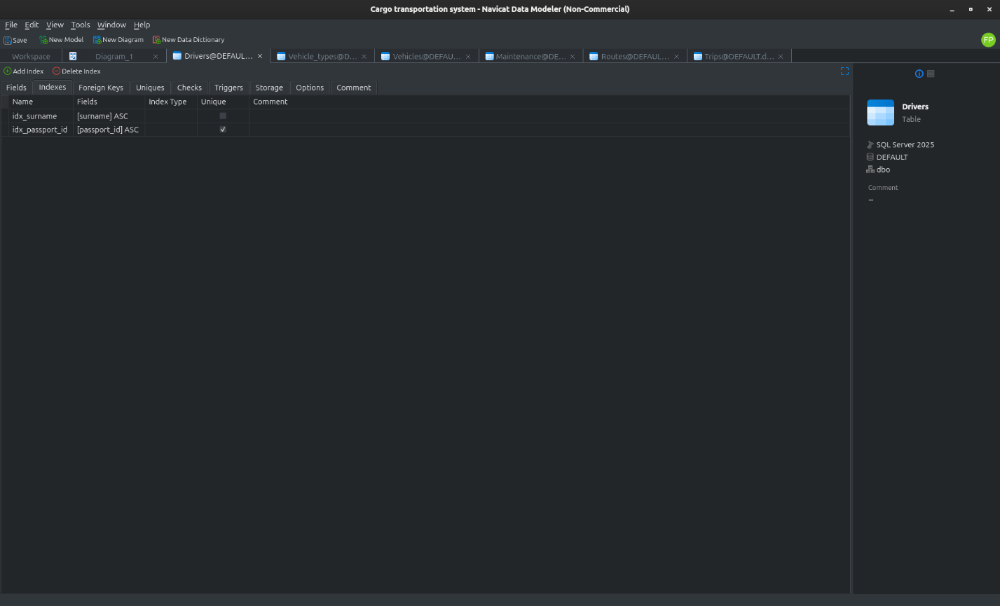 Cargo transportation system - Navicat Data Modeler (Non-Commercial)
File Edit View Tools Window Help
Save New Model New Diagram New Data Dictionary
FP
Workspace Diagram_1 Drivers@DEFAUL... Vehicle_types@D... Vehicles@DEFAU... Maintenance@DE... Routes@DEFAUL... Trips@DEFAULT.d...
Add Index Delete Index
Fields Indexes Foreign Keys Uniques Checks Triggers Storage Options Comment
Name Fields Index Type Unique Comment
idx_surname [surname] ASC
idx_passport_id [passport_id] ASC
Drivers
Table
SQL Server 2025
DEFAULT
dbo
Comment
--